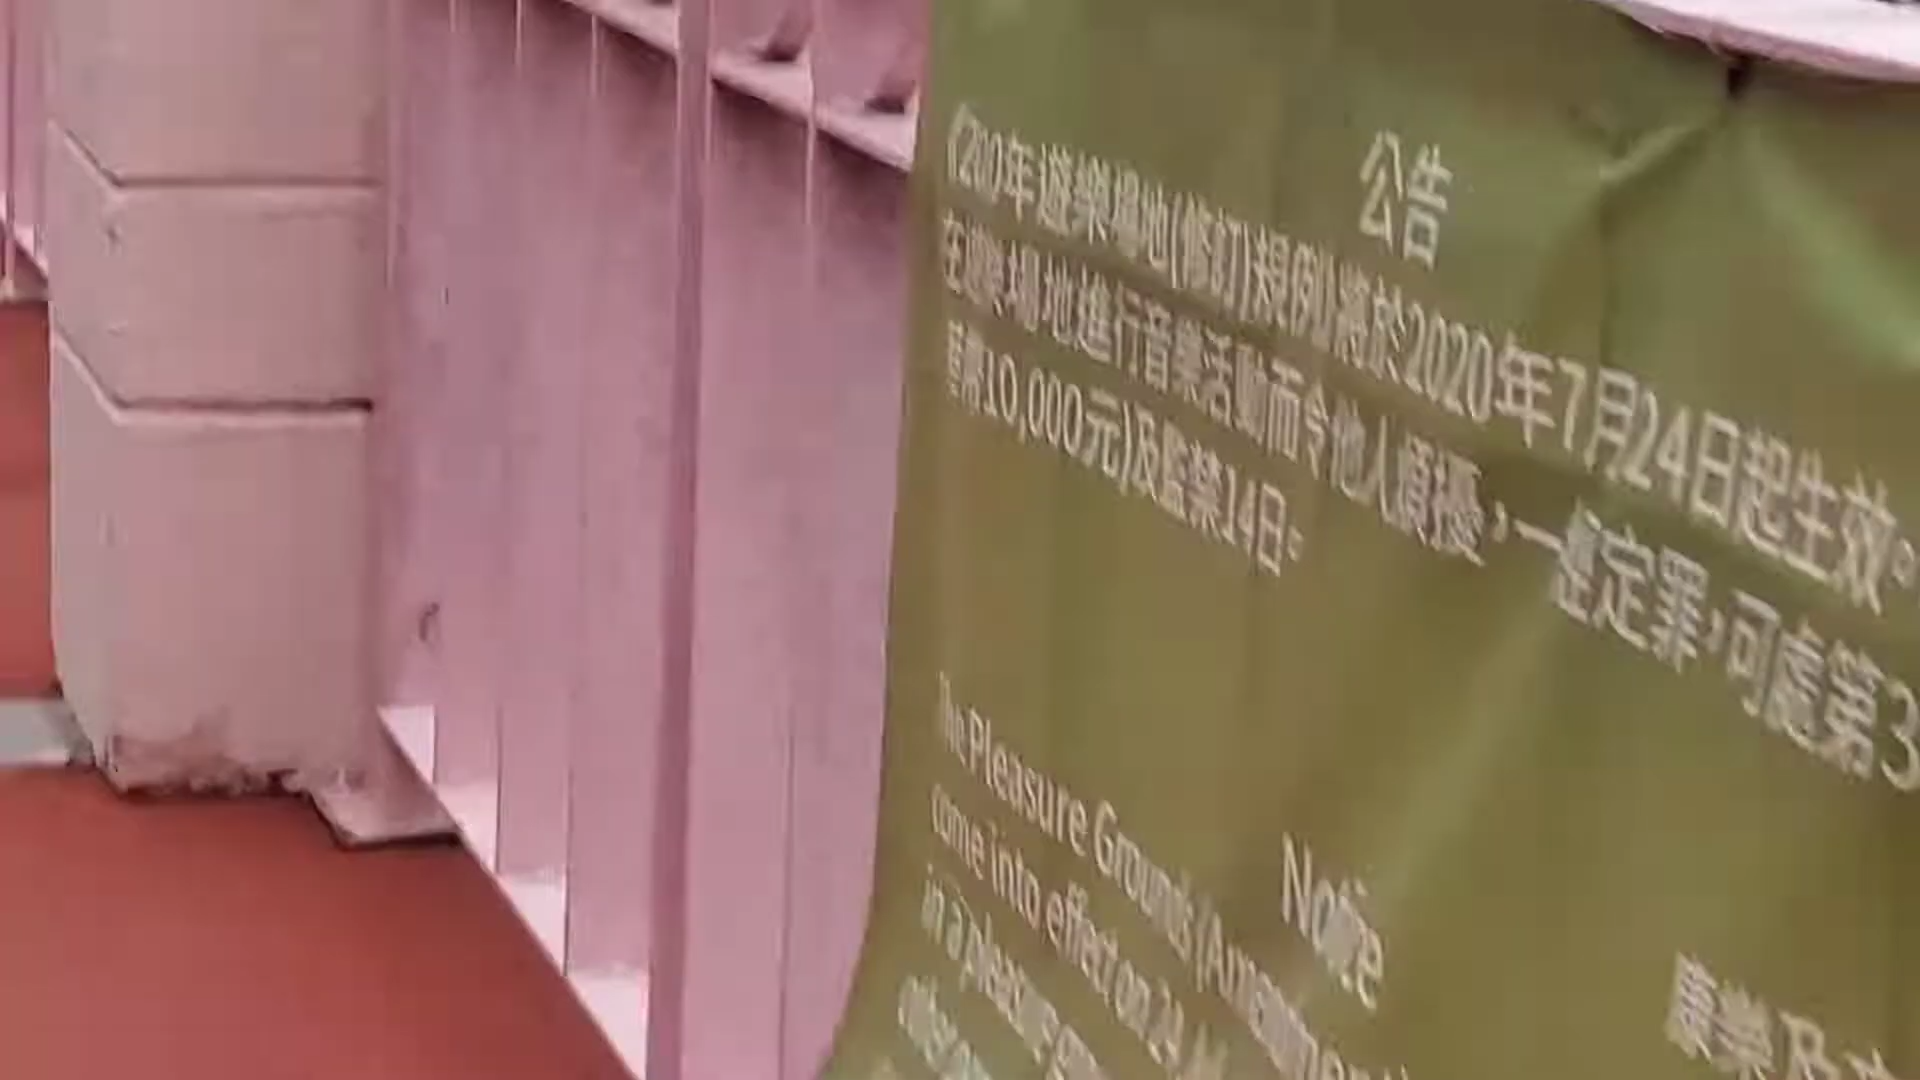 公告
《2020年遊樂場地(修訂)規例》將於2020年7月24日起生效。
在遊樂場地進行音樂活動而令他人煩擾，一經定罪，可處第3
10,000元)及監禁14日。
Notice
The Pleasure Grounds (Amendment
come into effect on 24
in a pleasure
康樂及